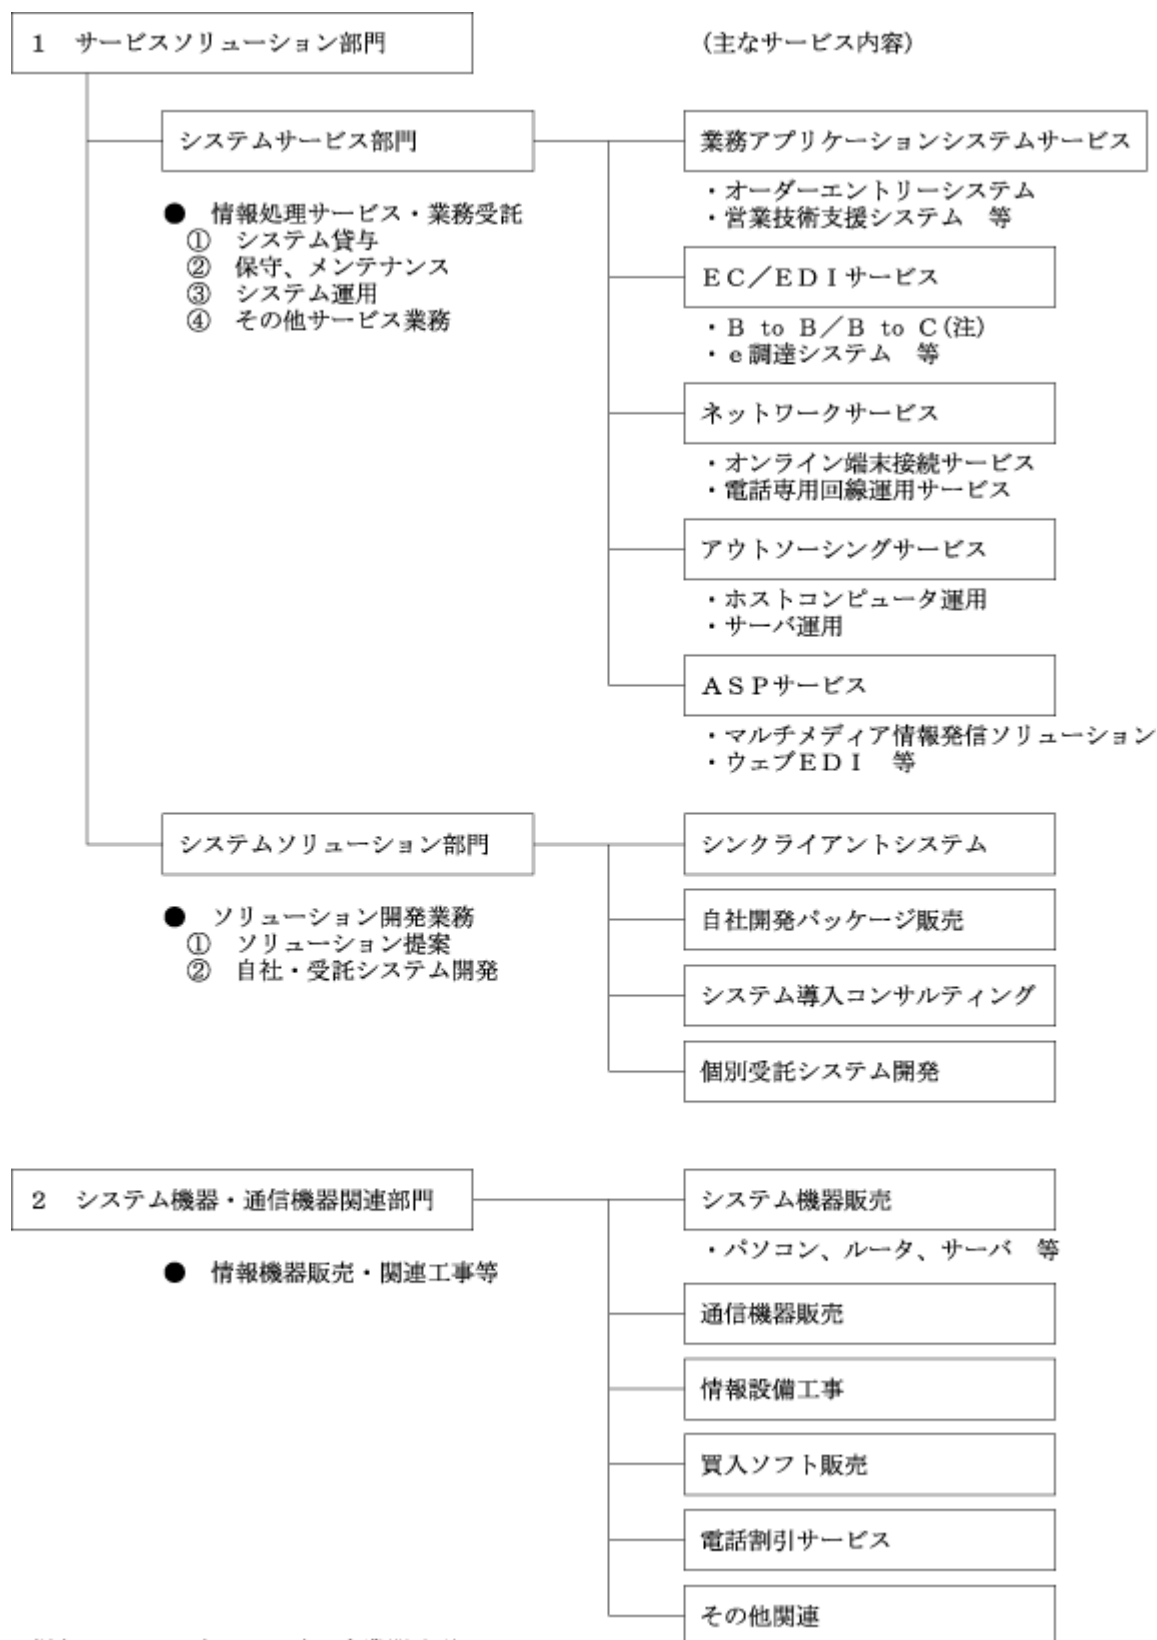 1　サービスソリューション部門
(主なサービス内容)
システムサービス部門
●　情報処理サービス・業務受託
①　システム貸与
②　保守、メンテナンス
③　システム運用
④　その他サービス業務
業務アプリケーションシステムサービス
・オーダーエントリーシステム
・営業技術支援システム　等
ＥＣ／ＥＤＩサービス
・Ｂ to Ｂ／Ｂ to Ｃ(注)
・ｅ調達システム　等
ネットワークサービス
・オンライン端末接続サービス
・電話専用回線運用サービス
アウトソーシングサービス
・ホストコンピュータ運用
・サーバ運用
ＡＳＰサービス
・マルチメディア情報発信ソリューション
・ウェブＥＤＩ　等
システムソリューション部門
●　ソリューション開発業務
①　ソリューション提案
②　自社・受託システム開発
シンクライアントシステム
自社開発パッケージ販売
システム導入コンサルティング
個別受託システム開発
2　システム機器・通信機器関連部門
●　情報機器販売・関連工事等
システム機器販売
・パソコン、ルータ、サーバ　等
通信機器販売
情報設備工事
買入ソフト販売
電話割引サービス
その他関連